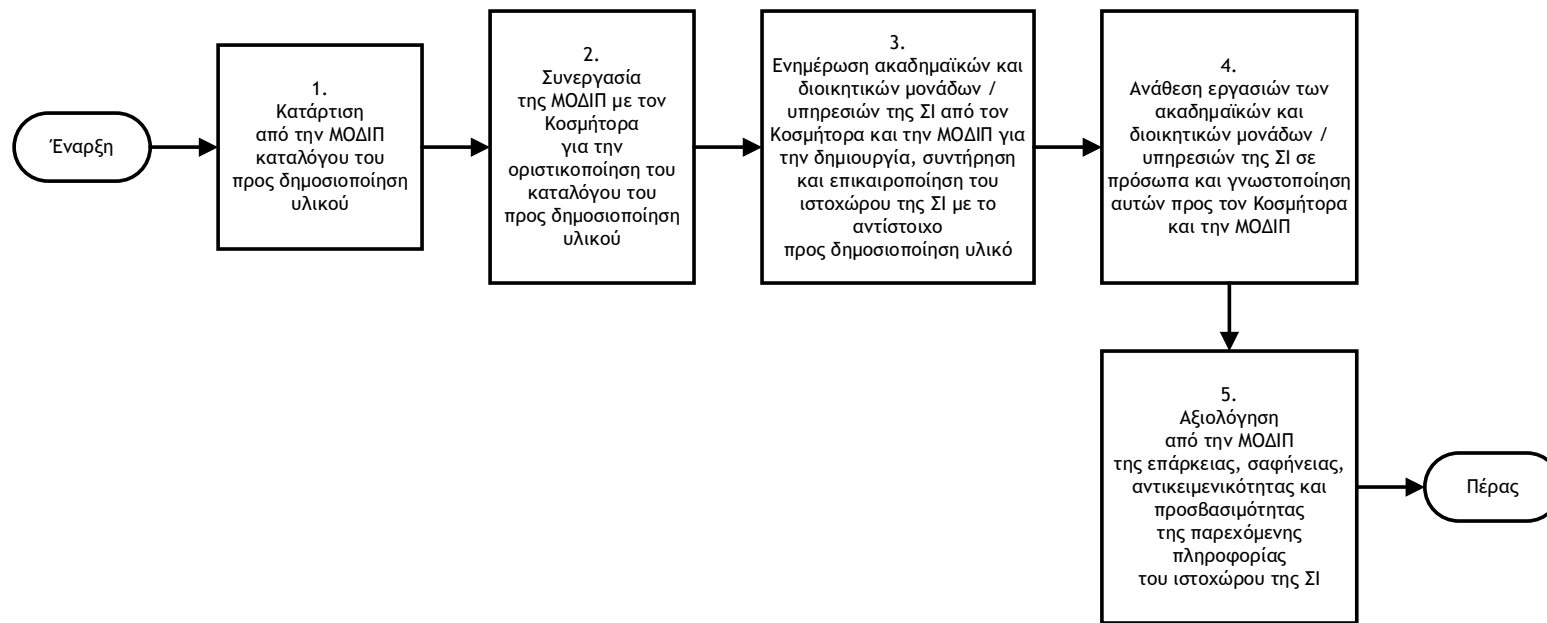 Έναρξη
1.
Κατάρτιση
από την ΜΟΔΙΠ
καταλόγου του
προς δημοσιοποίηση
υλικού
2.
Συνεργασία
της ΜΟΔΙΠ με τον
Κοσμήτορα
για την
οριστικοποίηση του
καταλόγου του
προς δημοσιοποίηση
υλικού
3.
Ενημέρωση ακαδημαϊκών και
διοικητικών μονάδων /
υπηρεσιών της ΣΙ από τον
Κοσμήτορα και την ΜΟΔΙΠ για
την δημιουργία, συντήρηση
και επικαιροποίηση του
ιστοχώρου της ΣΙ με το
αντίστοιχο
προς δημοσιοποίηση υλικό
4.
Ανάθεση εργασιών των
ακαδημαϊκών και
διοικητικών μονάδων /
υπηρεσιών της ΣΙ σε
πρόσωπα και γνωστοποίηση
αυτών προς τον Κοσμήτορα
και την ΜΟΔΙΠ
5.
Αξιολόγηση
από την ΜΟΔΙΠ
της επάρκειας, σαφήνειας,
αντικειμενικότητας και
προσβασιμότητας
της παρεχόμενης
πληροφορίας
του ιστοχώρου της ΣΙ
Πέρας